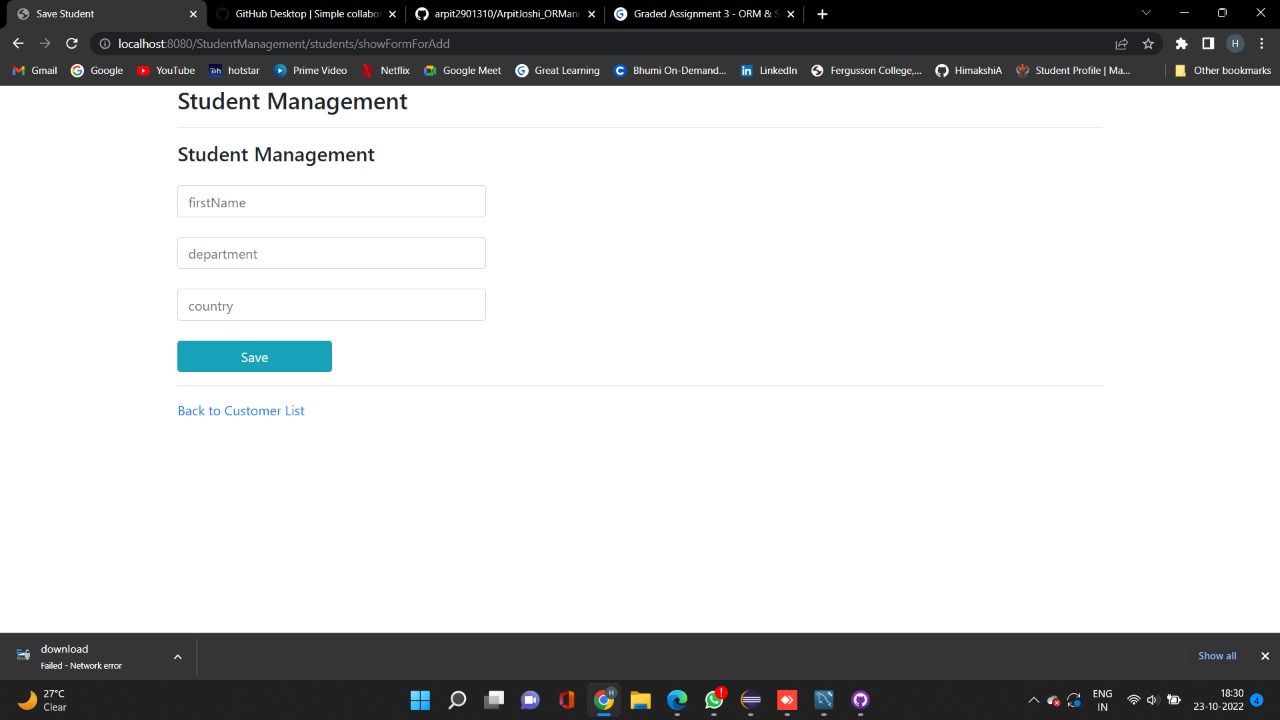 Save Student
GitHub Desktop | Simple collabo
arpit2901310/ArpitJoshi_ORMan
Graded Assignment 3 - ORM & S
localhost:8080/StudentManagement/students/showFormForAdd
H
Gmail
Google
YouTube
hotstar
Prime Video
Netflix
Google Meet
Great Learning
Bhumi On-Demand...
LinkedIn
Fergusson College,...
HimakshiA
Student Profile | Ma...
Other bookmarks
Student Management
Student Management
firstName
department
country
Save
Back to Customer List
download
Failed - Network error
Show all
27°C
Clear
ENG
IN
18:30
23-10-2022
4